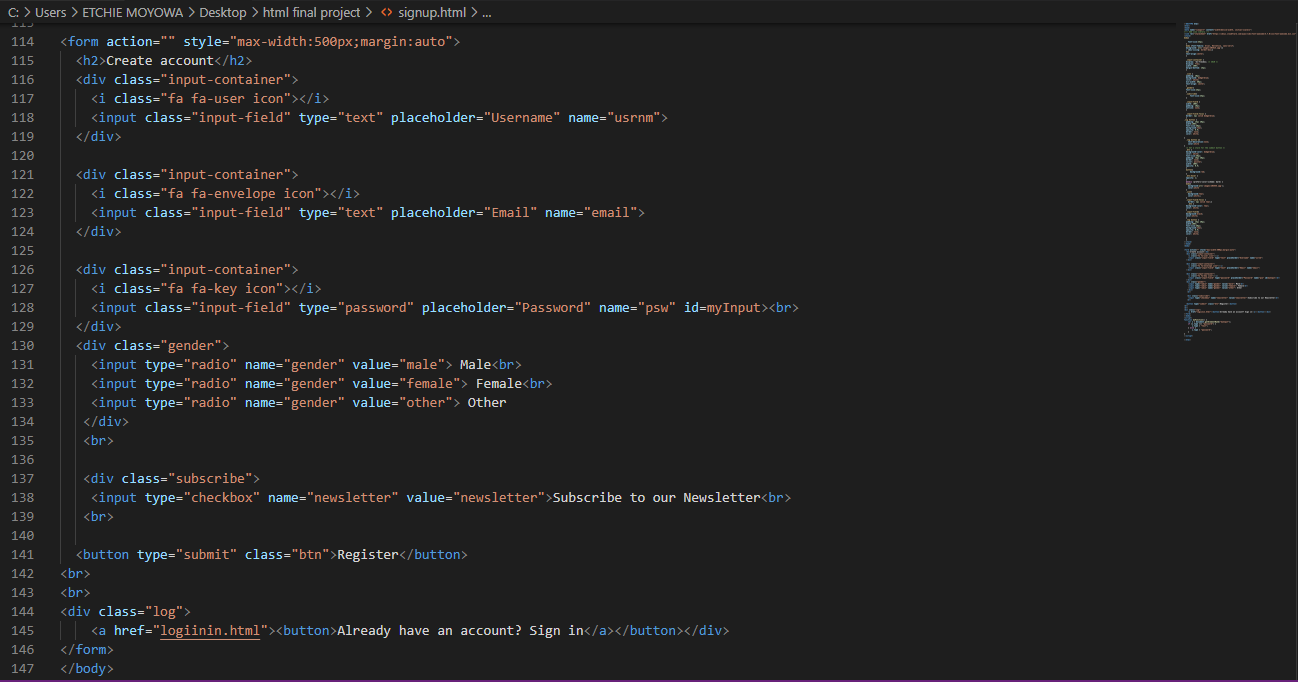 C: > Users > ETCHIE MOYOWA > Desktop > html final project > <> signup.html > ...
113
114 <form action="" style="max-width:500px;margin:auto">
115 <h2>Create account</h2>
116 <div class="input-container">
117 <i class="fa fa-user icon"></i>
118 <input class="input-field" type="text" placeholder="Username" name="usrnm">
119 </div>
120
121 <div class="input-container">
122 <i class="fa fa-envelope icon"></i>
123 <input class="input-field" type="text" placeholder="Email" name="email">
124 </div>
125
126 <div class="input-container">
127 <i class="fa fa-key icon"></i>
128 <input class="input-field" type="password" placeholder="Password" name="psw" id=myInput><br>
129 </div>
130 <div class="gender">
131 <input type="radio" name="gender" value="male"> Male<br>
132 <input type="radio" name="gender" value="female"> Female<br>
133 <input type="radio" name="gender" value="other"> Other
134 </div>
135 <br>
136
137 <div class="subscribe">
138 <input type="checkbox" name="newsletter" value="newsletter">Subscribe to our Newsletter<br>
139 <br>
140
141 <button type="submit" class="btn">Register</button>
142 <br>
143 <br>
144 <div class="log">
145 <a href="logiinin.html"><button>Already have an account? Sign in</a></button></div>
146 </form>
147 </body>